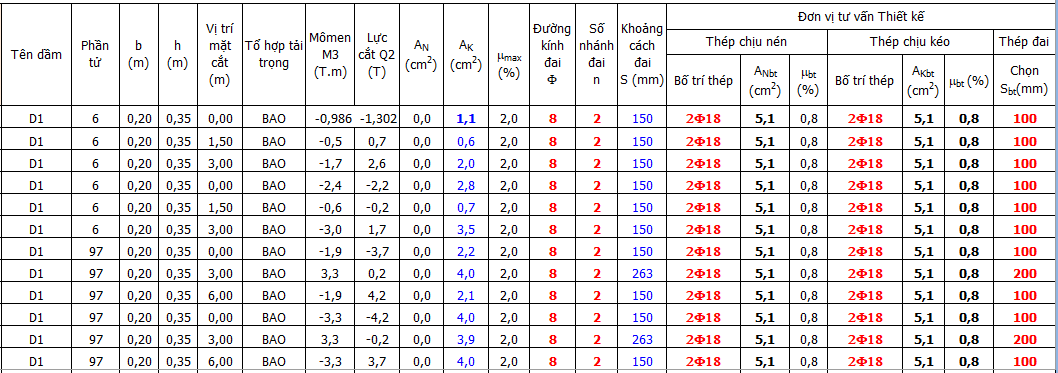 Tên dầm Phần tử b (m) h (m) Vị trí mặt cắt (m) Tổ hợp tải trọng Mômen M3 (T.m) Lực cắt Q2 (T) AN (cm2) AK (cm2) μmax (%) Đường kính đai Φ Số nhánh đai n Khoảng cách đai S (mm) Đơn vị tư vấn Thiết kế
Thép chịu nén Thép chịu kéo Thép đai
Bố trí thép ANbt (cm2) μbt (%) Bố trí thép AKbt (cm2) μbt (%) Chọn Sbt(mm)
D1 6 0,20 0,35 0,00 BAO -0,986 -1,302 0,0 1,1 2,0 8 2 150 2Φ18 5,1 0,8 2Φ18 5,1 0,8 100
D1 6 0,20 0,35 1,50 BAO -0,5 0,7 0,0 0,6 2,0 8 2 150 2Φ18 5,1 0,8 2Φ18 5,1 0,8 100
D1 6 0,20 0,35 3,00 BAO -1,7 2,6 0,0 2,0 2,0 8 2 150 2Φ18 5,1 0,8 2Φ18 5,1 0,8 100
D1 6 0,20 0,35 0,00 BAO -2,4 -2,2 0,0 2,8 2,0 8 2 150 2Φ18 5,1 0,8 2Φ18 5,1 0,8 100
D1 6 0,20 0,35 1,50 BAO -0,6 -0,2 0,0 0,7 2,0 8 2 150 2Φ18 5,1 0,8 2Φ18 5,1 0,8 100
D1 6 0,20 0,35 3,00 BAO -3,0 1,7 0,0 3,5 2,0 8 2 150 2Φ18 5,1 0,8 2Φ18 5,1 0,8 100
D1 97 0,20 0,35 0,00 BAO -1,9 -3,7 0,0 2,2 2,0 8 2 150 2Φ18 5,1 0,8 2Φ18 5,1 0,8 100
D1 97 0,20 0,35 3,00 BAO 3,3 0,2 0,0 4,0 2,0 8 2 263 2Φ18 5,1 0,8 2Φ18 5,1 0,8 200
D1 97 0,20 0,35 6,00 BAO -1,9 4,2 0,0 2,1 2,0 8 2 150 2Φ18 5,1 0,8 2Φ18 5,1 0,8 100
D1 97 0,20 0,35 0,00 BAO -3,3 -4,2 0,0 4,0 2,0 8 2 150 2Φ18 5,1 0,8 2Φ18 5,1 0,8 100
D1 97 0,20 0,35 3,00 BAO 3,3 -0,2 0,0 3,9 2,0 8 2 263 2Φ18 5,1 0,8 2Φ18 5,1 0,8 200
D1 97 0,20 0,35 6,00 BAO -3,3 3,7 0,0 4,0 2,0 8 2 150 2Φ18 5,1 0,8 2Φ18 5,1 0,8 100